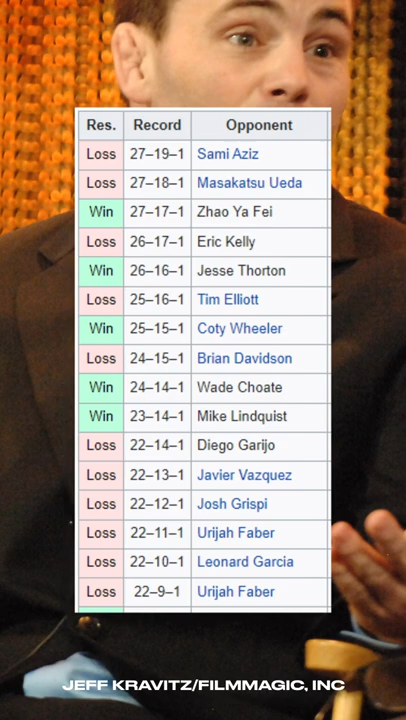 Res. Record Opponent
Loss 27–19–1 Sami Aziz
Loss 27–18–1 Masakatsu Ueda
Win 27–17–1 Zhao Ya Fei
Loss 26–17–1 Eric Kelly
Win 26–16–1 Jesse Thorton
Loss 25–16–1 Tim Elliott
Win 25–15–1 Coty Wheeler
Loss 24–15–1 Brian Davidson
Win 24–14–1 Wade Choate
Win 23–14–1 Mike Lindquist
Loss 22–14–1 Diego Garijo
Loss 22–13–1 Javier Vazquez
Loss 22–12–1 Josh Grispi
Loss 22–11–1 Urijah Faber
Loss 22–10–1 Leonard Garcia
Loss 22–9–1 Urijah Faber
JEFF KRAVITZ/FILMMAGIC, INC